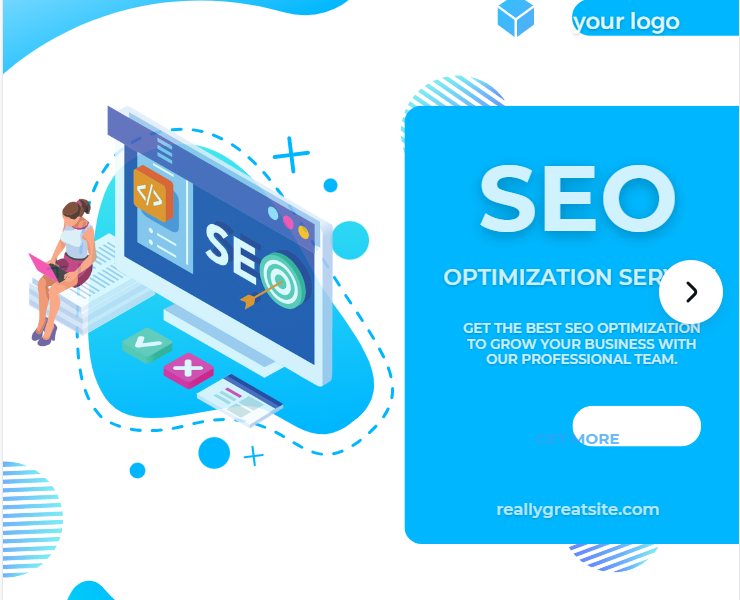 your logo
</>
SEO
SEO
OPTIMIZATION
GET THE BEST SEO OPTIMIZATION
TO GROW YOUR BUSINESS WITH
OUR PROFESSIONAL TEAM.
GET MORE
reallygreatsite.com